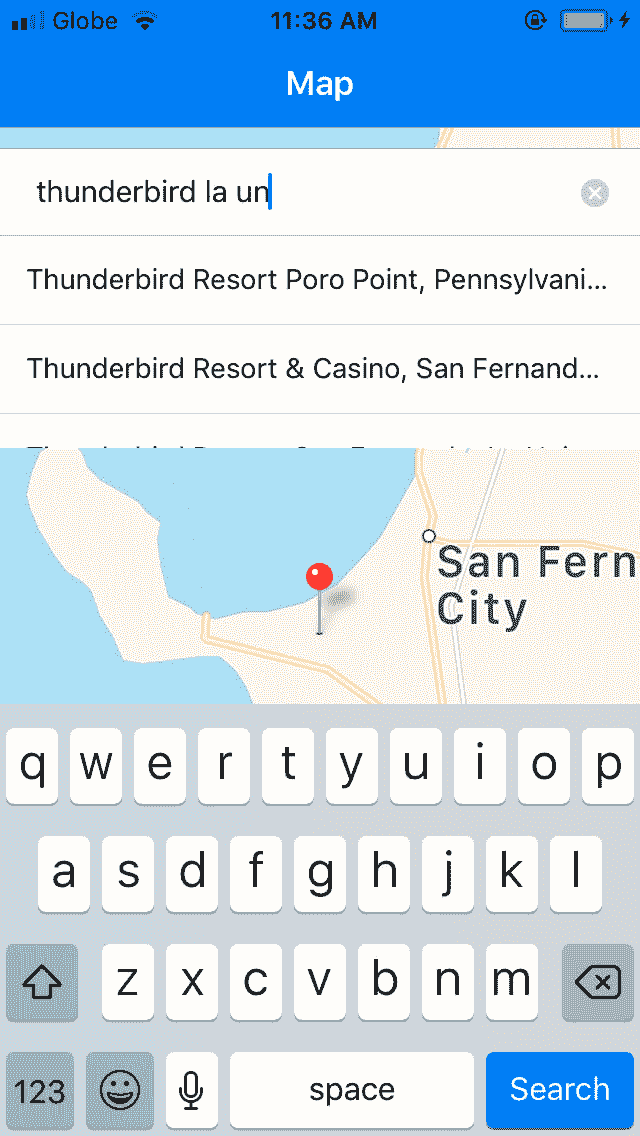 Globe 11:36 AM
Map
thunderbird la un
Thunderbird Resort Poro Point, Pennsylvani...
Thunderbird Resort & Casino, San Fernand...
San Fern
City
q w e r t y u i o p
a s d f g h j k l
z x c v b n m
123 space Search